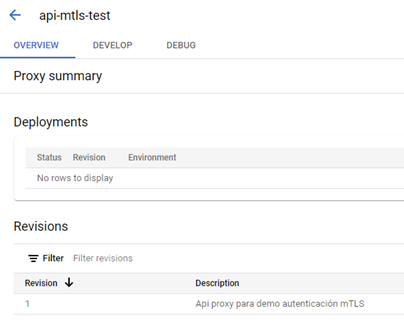 api-mtls-test
OVERVIEW DEVELOP DEBUG
Proxy summary
Deployments
Status Revision Environment
No rows to display
Revisions
Filter Filter revisions
Revision Description
1 Api proxy para demo autenticación mTLS